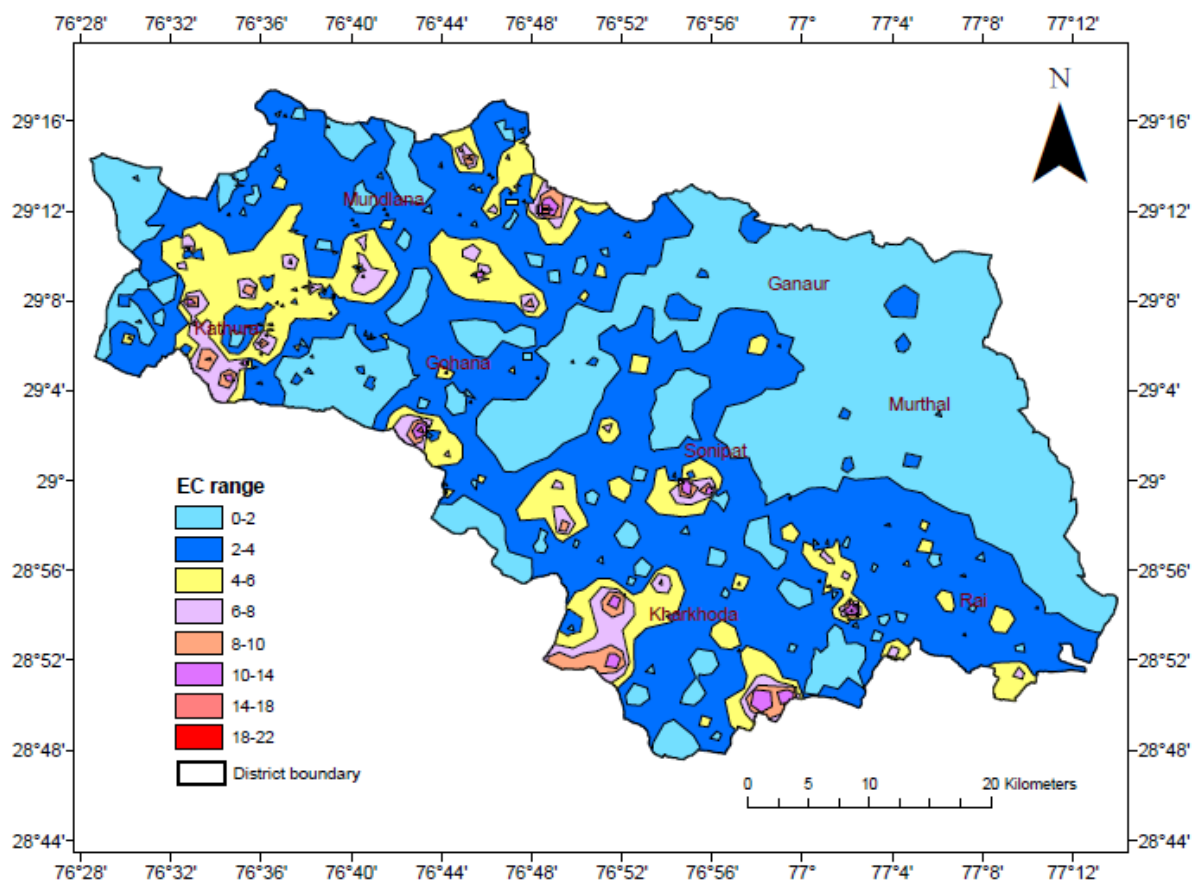 76°28' 76°32' 76°36' 76°40' 76°44' 76°48' 76°52' 76°56' 77° 77°4' 77°8' 77°12'
N
29°16' 29°16'
29°12' Mundlana 29°12'
Ganaur
29°8' 29°8'
Kathura
Gohana
29°4' 29°4'
Murthal
Sonipat
29° 29°
EC range
0-2
2-4
28°56' 28°56'
4-6
Rai
6-8
Kharkhoda
8-10
28°52' 28°52'
10-14
14-18
18-22
28°48' 28°48'
District boundary
0 5 10 20 Kilometers
28°44' 28°44'
76°28' 76°32' 76°36' 76°40' 76°44' 76°48' 76°52' 76°56' 77° 77°4' 77°8' 77°12'